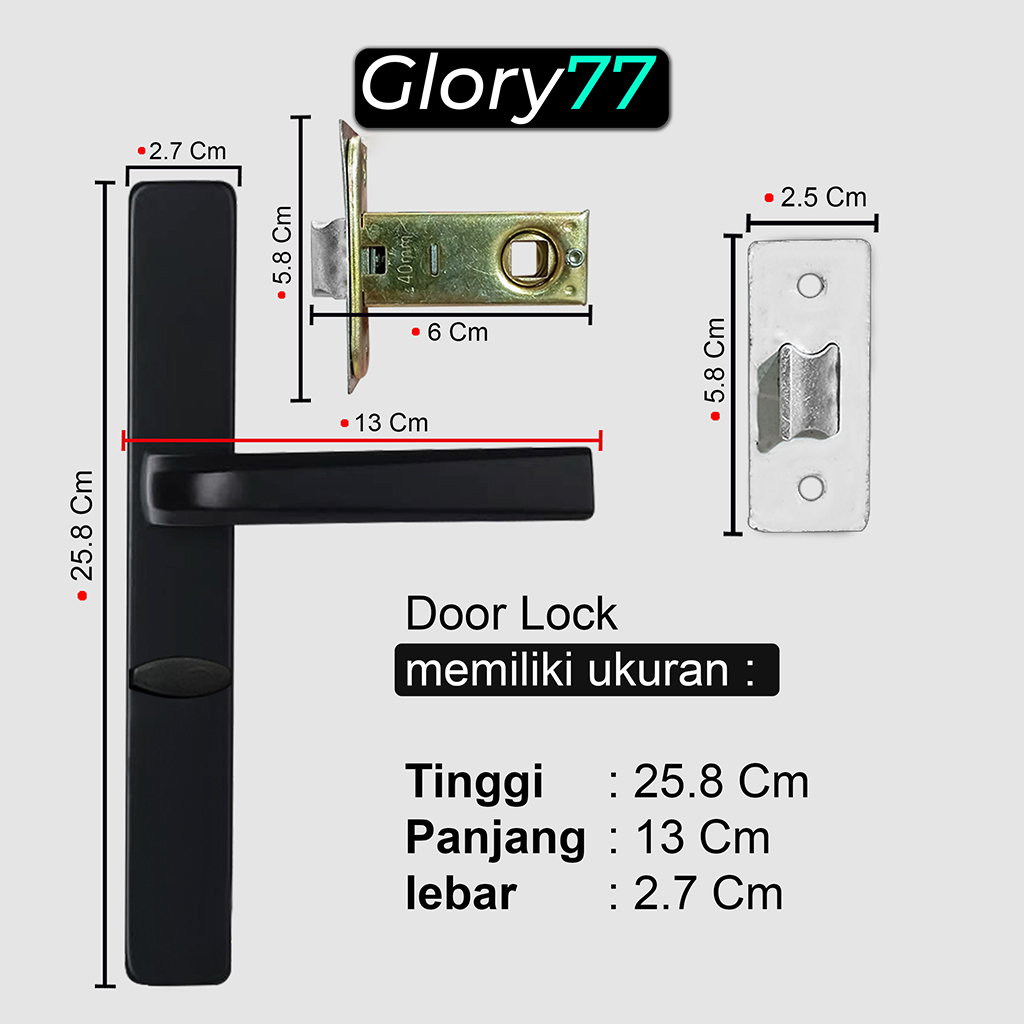 Glory77
2.7 Cm
5.8 Cm
40mm
6 Cm
2.5 Cm
5.8 Cm
13 Cm
25.8 Cm
Door Lock
memiliki ukuran :
Tinggi : 25.8 Cm
Panjang : 13 Cm
lebar : 2.7 Cm